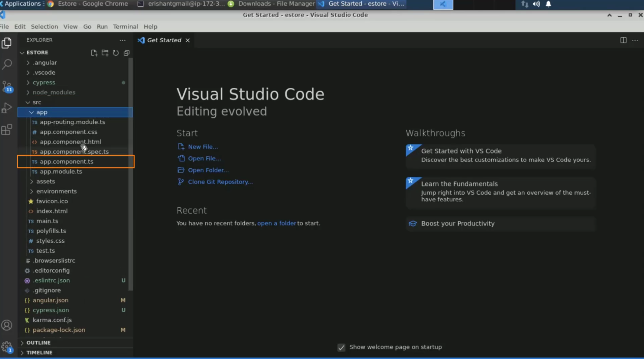 Applications
Estore - Google Chrome
orishantgmail@ip-172-3...
Downloads - File Manager
Get Started - estore - Vi...
Get Started - estore - Visual Studio Code
File Edit Selection View Go Run Terminal Help
EXPLORER
Get Started
ESTORE
.angular
.vscode
cypress
node_modules
src
app
app-routing.module.ts
app.component.css
app.component.html
app.component.spec.ts
app.component.ts
app.module.ts
assets
environments
favicon.ico
index.html
main.ts
polyfills.ts
styles.css
test.ts
.browserslistrc
.editorconfig
.eslintrc.json U
.gitignore
angular.json M
cypress.json U
karma.conf.js
package-lock.json M
OUTLINE
TIMELINE
Visual Studio Code
Editing evolved
Start
New File...
Open File...
Open Folder...
Clone Git Repository...
Recent
You have no recent folders, open a folder to start.
Walkthroughs
Get Started with VS Code
Discover the best customizations to make VS Code yours.
Learn the Fundamentals
Jump right into VS Code and get an overview of the must-
have features.
Boost your Productivity
Show welcome page on startup